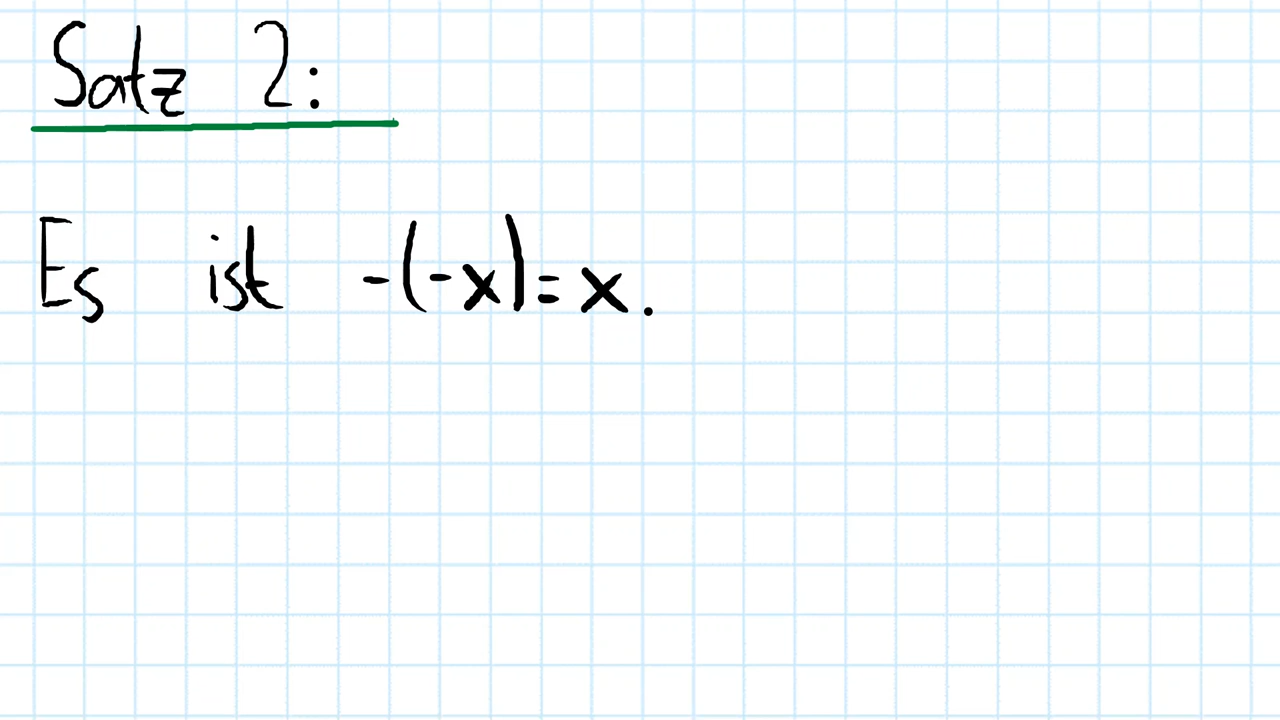 Satz 2:
Es ist -(-x)=x.